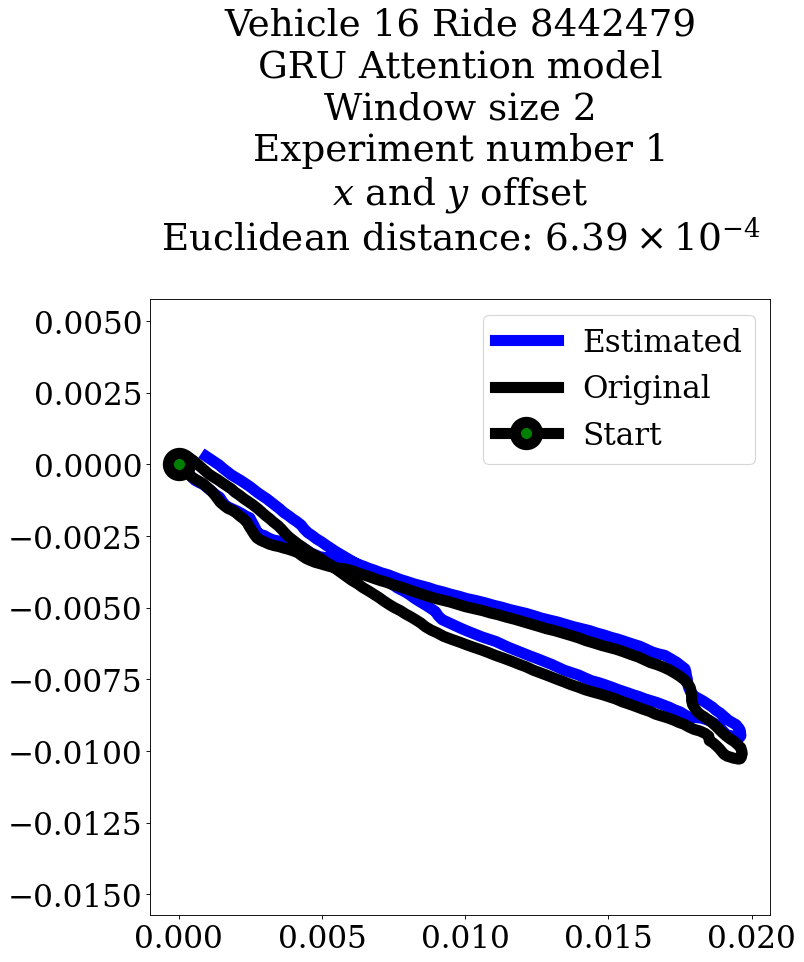 Vehicle 16 Ride 8442479
GRU Attention model
Window size 2
Experiment number 1
x and y offset
Euclidean distance: 6.39 × 10⁻⁴
Estimated
Original
Start
0.0050
0.0025
0.0000
−0.0025
−0.0050
−0.0075
−0.0100
−0.0125
−0.0150
0.000 0.005 0.010 0.015 0.020